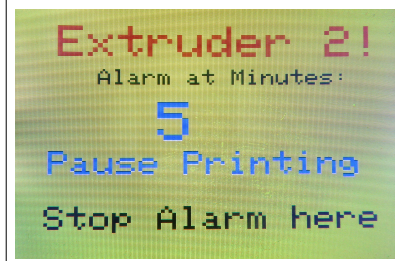 Extruder 2!
Alarm at Minutes:
5
Pause Printing
Stop Alarm here